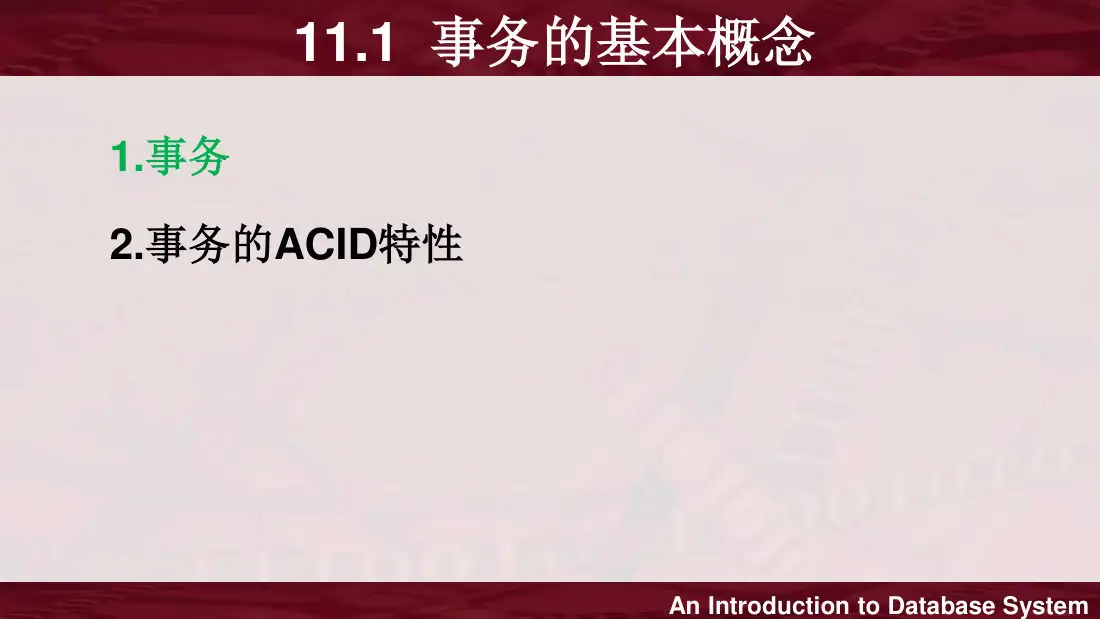 11.1 事务的基本概念
1.事务
2.事务的ACID特性
An Introduction to Database System